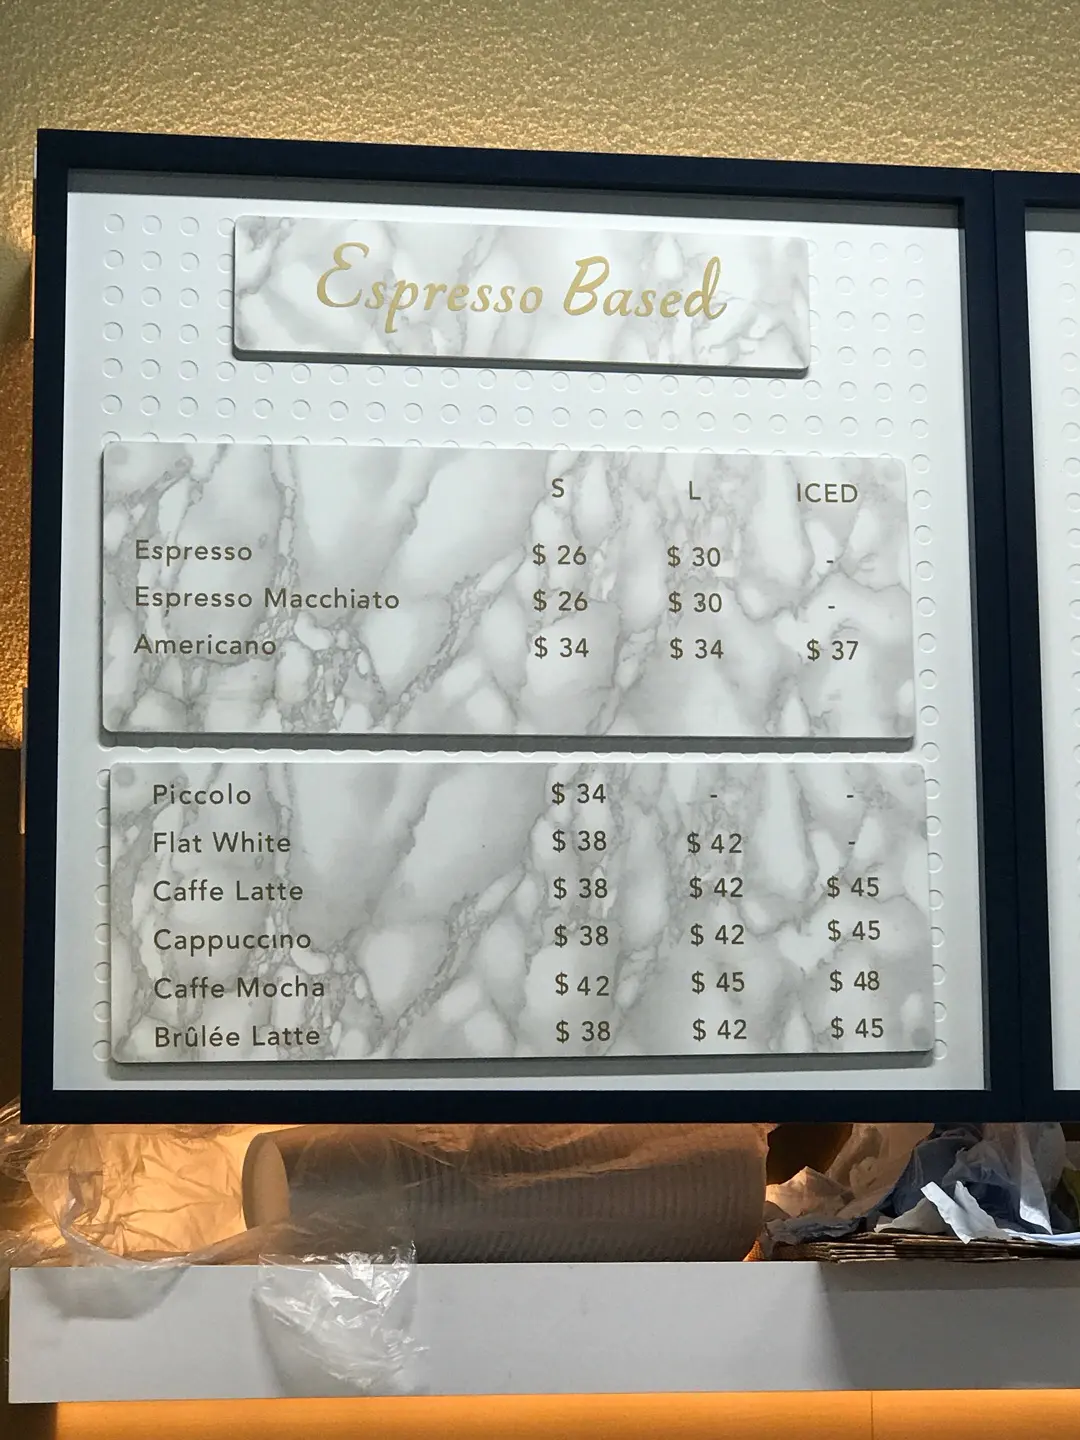 Espresso Based
S L ICED
Espresso $ 26 $ 30 -
Espresso Macchiato $ 26 $ 30 -
Americano $ 34 $ 34 $ 37
Piccolo $ 34 - -
Flat White $ 38 $ 42 -
Caffe Latte $ 38 $ 42 $ 45
Cappuccino $ 38 $ 42 $ 45
Caffe Mocha $ 42 $ 45 $ 48
Brûlée Latte $ 38 $ 42 $ 45